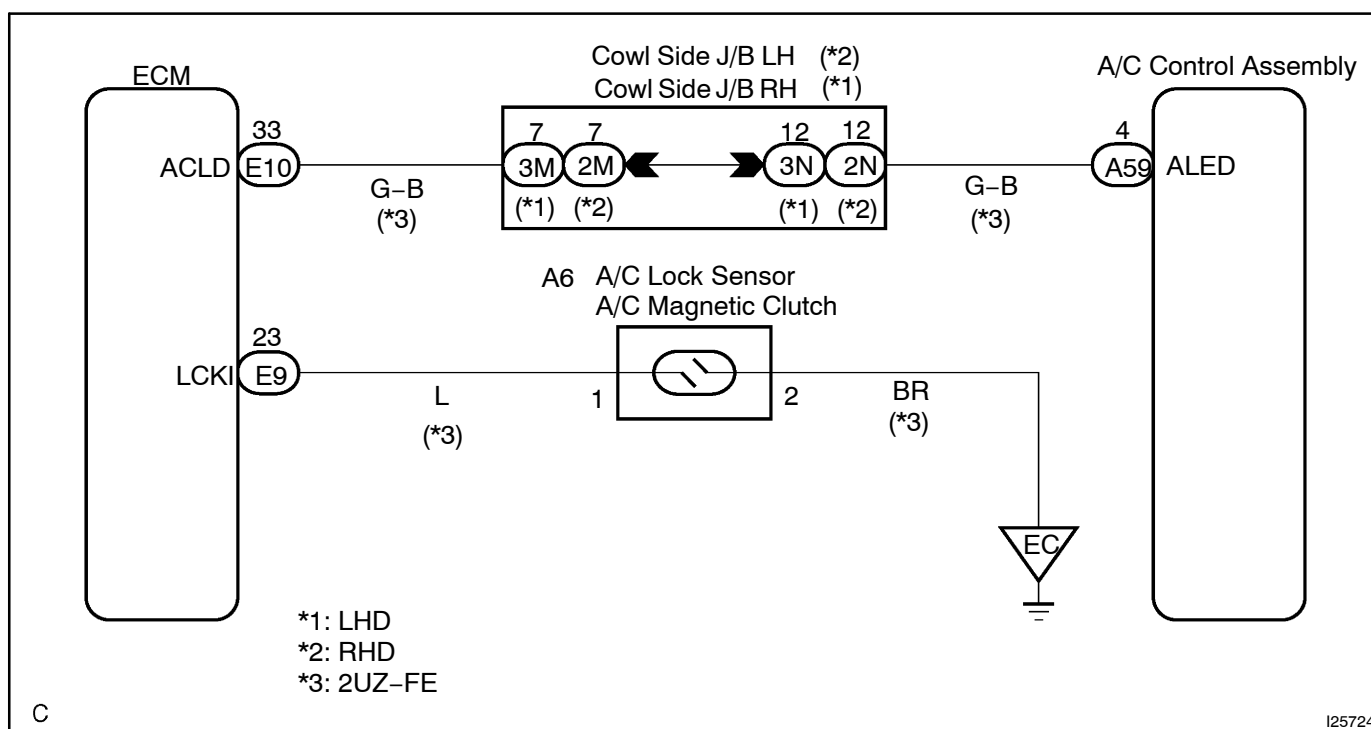 Cowl Side J/B LH (*2)
Cowl Side J/B RH (*1)
ECM
A/C Control Assembly
33
7 7
12 12
4
ACLD E10
3M 2M
3N 2N
A59 ALED
G−B
(*3)
(*1) (*2)
(*1) (*2)
G−B
(*3)
A6 A/C Lock Sensor
A/C Magnetic Clutch
23
LCKI E9
L
(*3)
1
2
BR
(*3)
EC
*1: LHD
*2: RHD
*3: 2UZ−FE
C
I25724